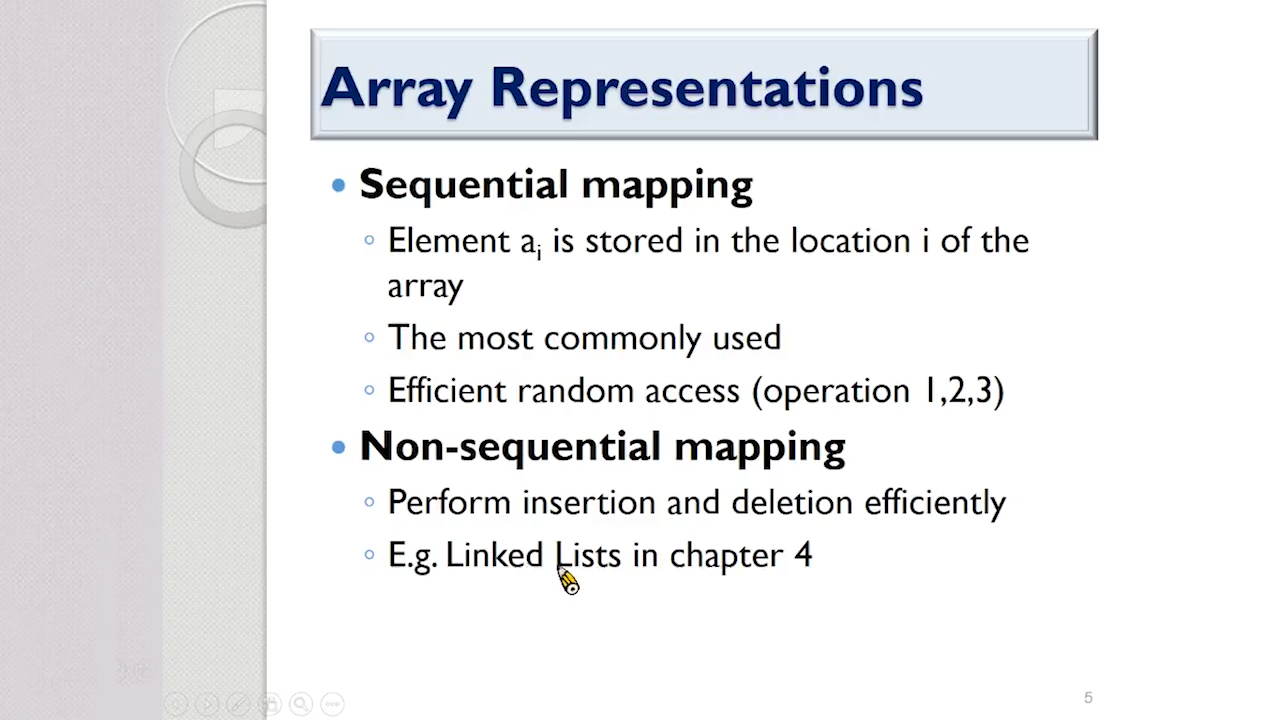 Array Representations
Sequential mapping
Element aᵢ is stored in the location i of the
array
The most commonly used
Efficient random access (operation 1,2,3)
Non-sequential mapping
Perform insertion and deletion efficiently
E.g. Linked Lists in chapter 4
5